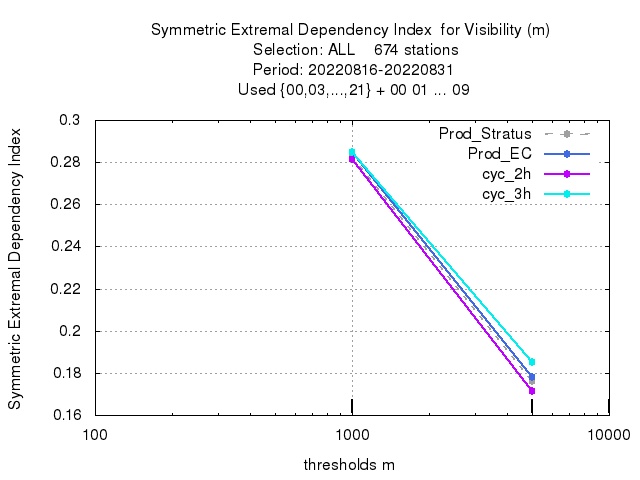 Symmetric Extremal Dependency Index  for Visibility (m)
Selection: ALL    674 stations
Period: 20220816-20220831
Used {00,03,...,21} + 00 01 ... 09
Symmetric Extremal Dependency Index
0.3
0.28
0.26
0.24
0.22
0.2
0.18
0.16
Prod_Stratus
Prod_EC
cyc_2h
cyc_3h
100
1000
10000
thresholds m